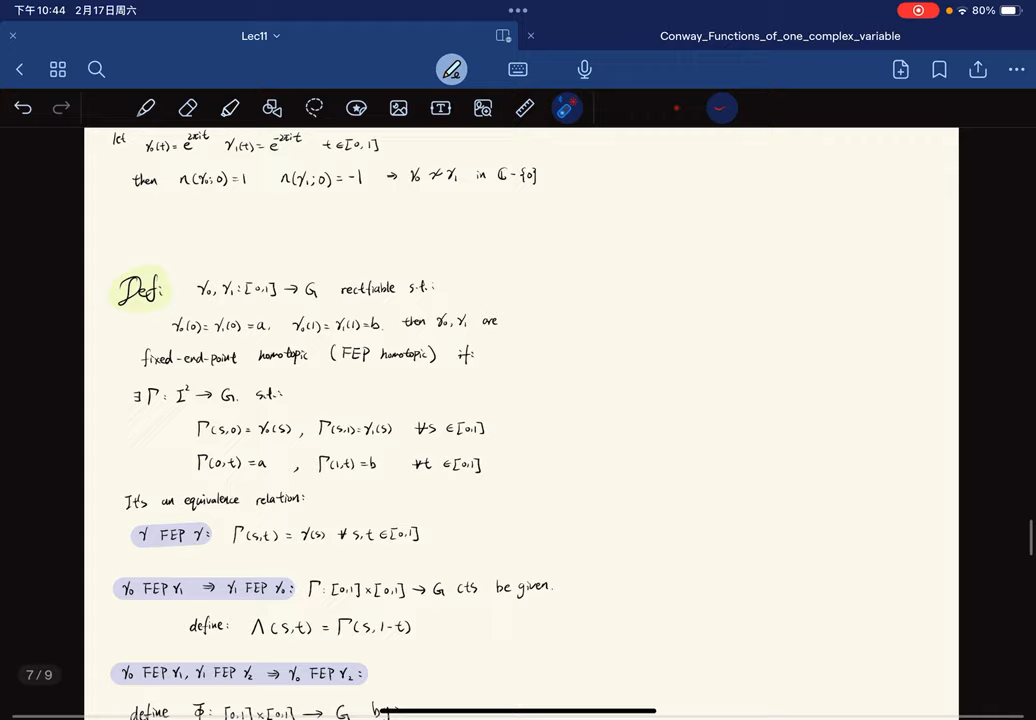 下午10:44 2月17日周六
80%
Lec11
Conway_Functions_of_one_complex_variable
let γ₀(t)=e^{2πit} γ₁(t)=e^{-2πit} t∈[0,1]
then n(γ₀;0)=1 n(γ₁;0)=-1 → γ₀≁γ₁ in ℂ-{0}
Def: γ₀,γ₁:[0,1]→G rectfiable s.t.:
γ₀(0)=γ₁(0)=a, γ₀(1)=γ₁(1)=b. then γ₀,γ₁ are
fixed-end-point homotopic (FEP homotopic) if:
∃Γ: I²→G. s.t.:
Γ(s,0)=γ₀(s), Γ(s,1)=γ₁(s) ∀s∈[0,1]
Γ(0,t)=a , Γ(1,t)=b ∀t∈[0,1]
It's an equivalence relation:
γ FEP γ: Γ(s,t)=γ(s) ∀s,t∈[0,1]
γ₀ FEP γ₁ ⇒ γ₁ FEP γ₀: Γ:[0,1]×[0,1]→G cts be given.
define: Λ(s,t)=Γ(s,1-t)
7/9
γ₀ FEP γ₁, γ₁ FEP γ₂ ⇒ γ₀ FEP γ₂:
define Φ: [0,1]×[0,1]→G by